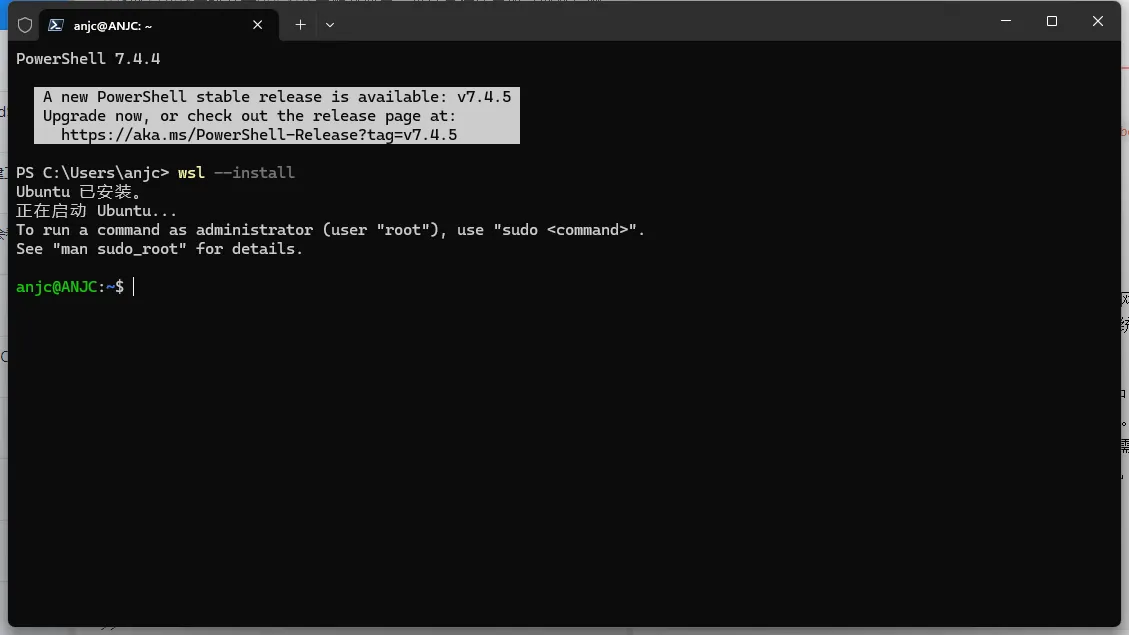 anjc@ANJC: ~
PowerShell 7.4.4
A new PowerShell stable release is available: v7.4.5
Upgrade now, or check out the release page at:
https://aka.ms/PowerShell-Release?tag=v7.4.5
PS C:\Users\anjc> wsl --install
Ubuntu 已安装。
正在启动 Ubuntu...
To run a command as administrator (user "root"), use "sudo <command>".
See "man sudo_root" for details.
anjc@ANJC:~$